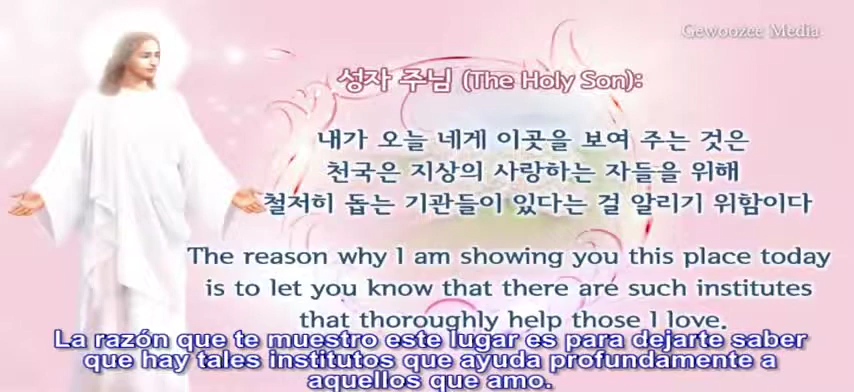 Gewoozee Media
성자 주님 (The Holy Son):
내가 오늘 네게 이곳을 보여 주는 것은
천국은 지상의 사랑하는 자들을 위해
철저히 돕는 기관들이 있다는 걸 알리기 위함이다
The reason why I am showing you this place today
is to let you know that there are such institutes
that thoroughly help those I love.
La razón que te muestro este lugar es para dejarte saber
que hay tales institutos que ayuda profundamente a
aquellos que amo.